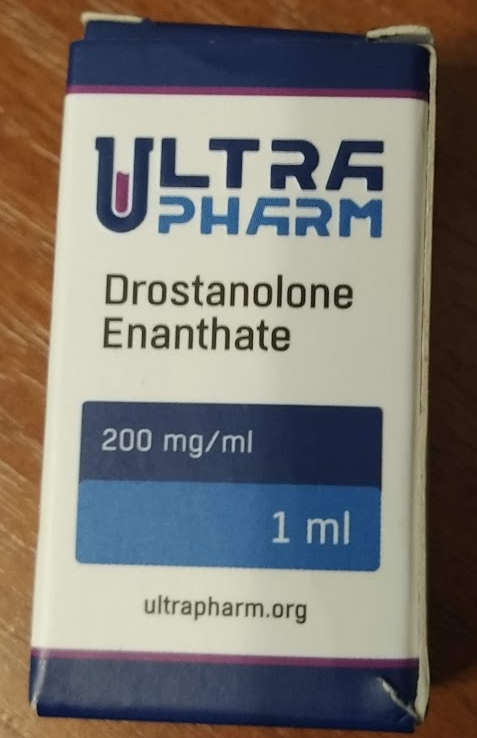 ULTRA
PHARM
Drostanolone
Enanthate
200 mg/ml
1 ml
ultrapharm.org